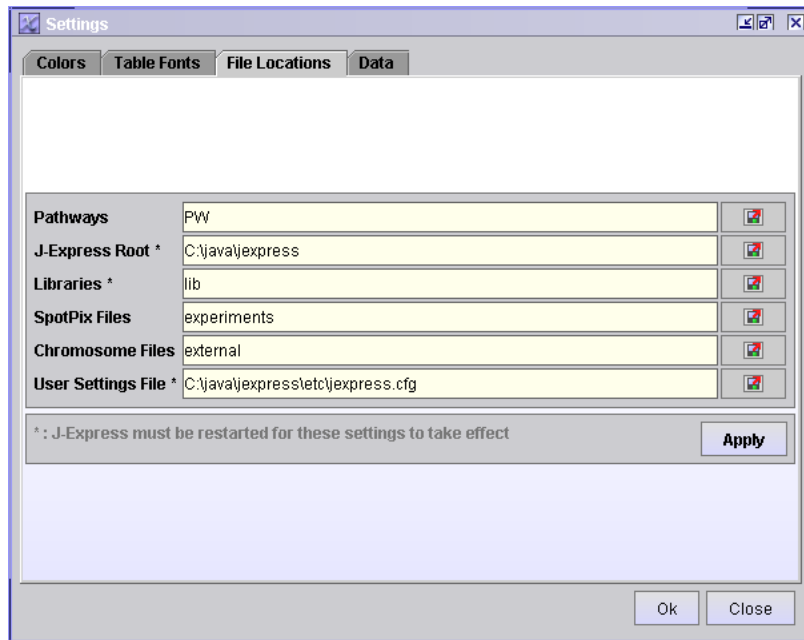 Settings
Colors Table Fonts File Locations Data
Pathways PW
J-Express Root * C:\java\jexpress
Libraries * lib
SpotPix Files experiments
Chromosome Files external
User Settings File * C:\java\jexpress\etc\jexpress.cfg
* : J-Express must be restarted for these settings to take effect Apply
Ok Close